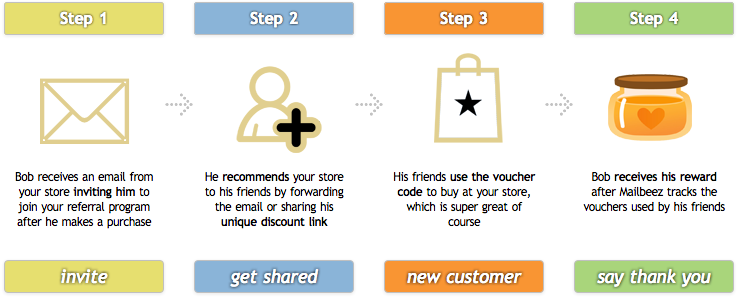 Step 1
Bob receives an email from
your store inviting him to
join your referral program
after he makes a purchase
invite
Step 2
He recommends your store
to his friends by forwarding
the email or sharing his
unique discount link
get shared
Step 3
His friends use the voucher
code to buy at your store,
which is super great of
course
new customer
Step 4
Bob receives his reward
after Mailbeez tracks the
vouchers used by his friends
say thank you